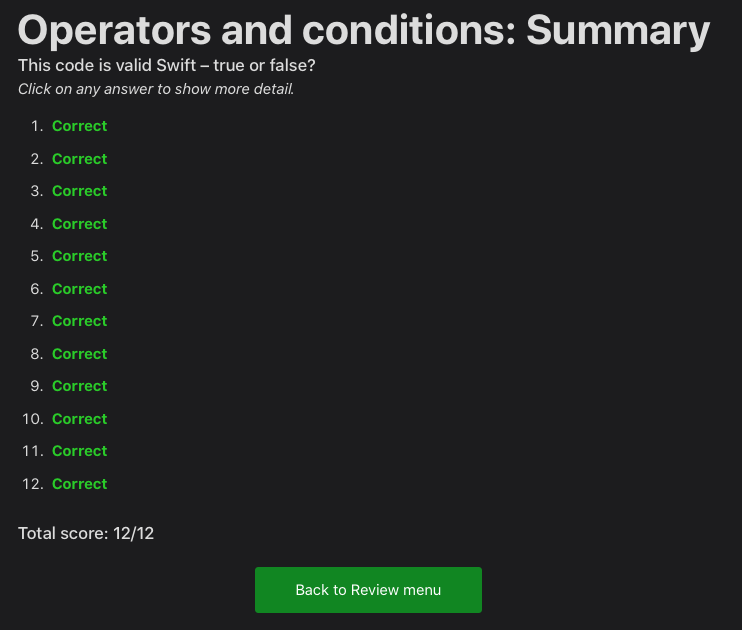 Operators and conditions: Summary
This code is valid Swift – true or false?
Click on any answer to show more detail.
1. Correct
2. Correct
3. Correct
4. Correct
5. Correct
6. Correct
7. Correct
8. Correct
9. Correct
10. Correct
11. Correct
12. Correct
Total score: 12/12
Back to Review menu